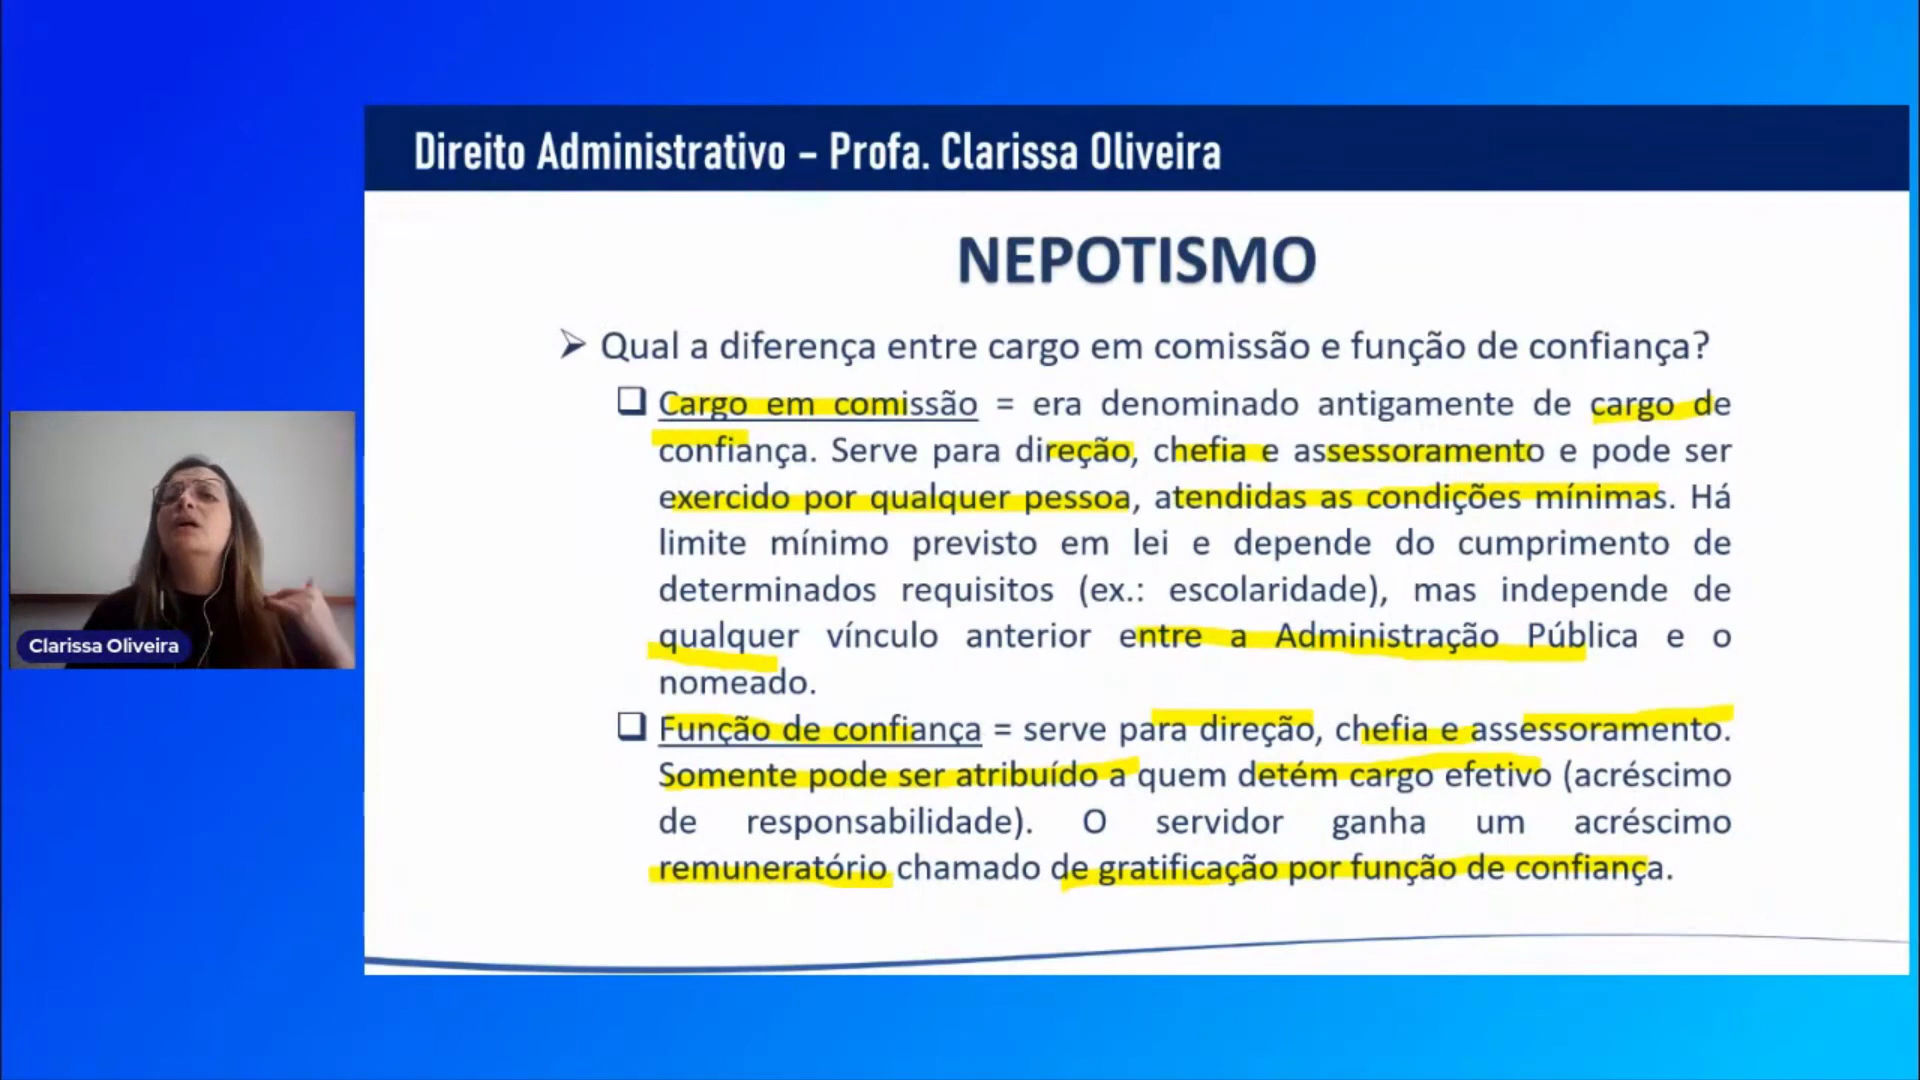 Direito Administrativo – Profa. Clarissa Oliveira
NEPOTISMO
➢ Qual a diferença entre cargo em comissão e função de confiança?
❑ Cargo em comissão = era denominado antigamente de cargo de
confiança. Serve para direção, chefia e assessoramento e pode ser
exercido por qualquer pessoa, atendidas as condições mínimas. Há
limite mínimo previsto em lei e depende do cumprimento de
determinados requisitos (ex.: escolaridade), mas independe de
qualquer vínculo anterior entre a Administração Pública e o
nomeado.
❑ Função de confiança = serve para direção, chefia e assessoramento.
Somente pode ser atribuído a quem detém cargo efetivo (acréscimo
de responsabilidade). O servidor ganha um acréscimo
remuneratório chamado de gratificação por função de confiança.
Clarissa Oliveira